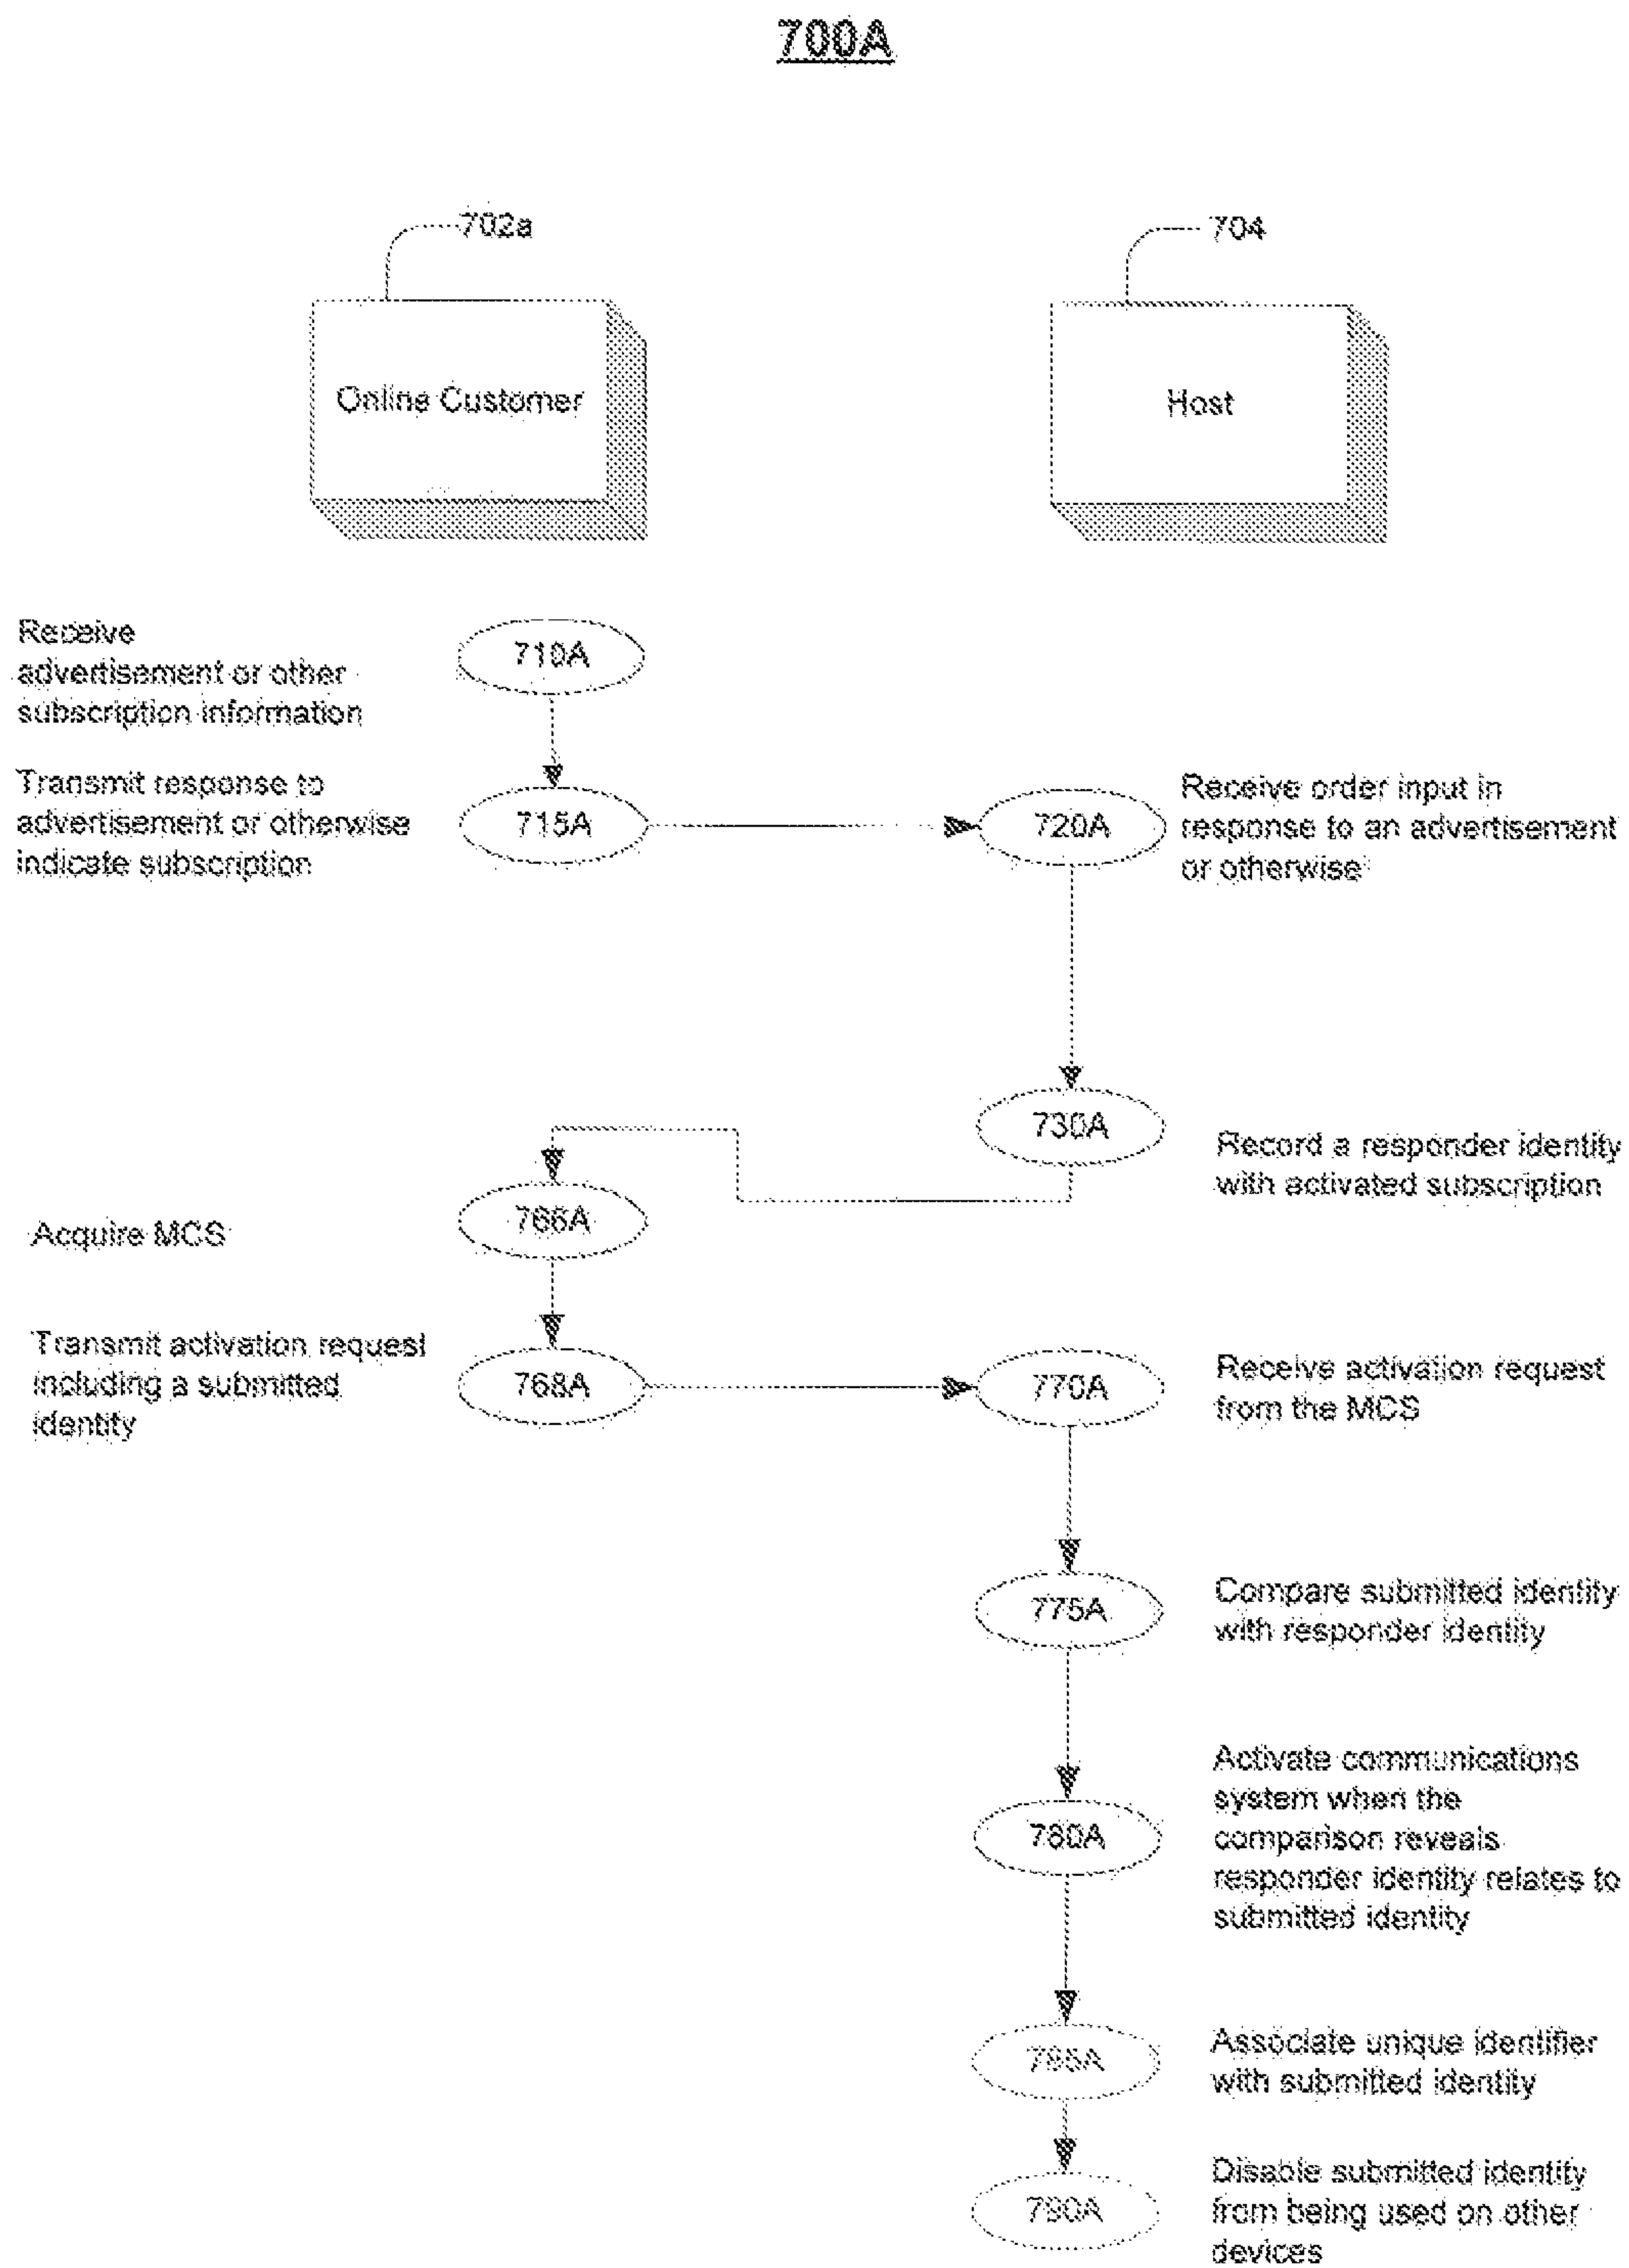 700A
702a
704
Online Customer
Host
Receive
advertisement or other
subscription information
710A
Transmit response to
advertisement or otherwise
indicate subscription
715A
720A
Receive order input in
response to an advertisement
or otherwise
730A
Record a responder identity
with activated subscription
Acquire MCS
766A
Transmit activation request
including a submitted
identity
768A
770A
Receive activation request
from the MCS
775A
Compare submitted identity
with responder identity
780A
Activate communications
system when the
comparison reveals
responder identity relates to
submitted identity
785A
Associate unique identifier
with submitted identity
790A
Disable submitted identity
from being used on other
devices